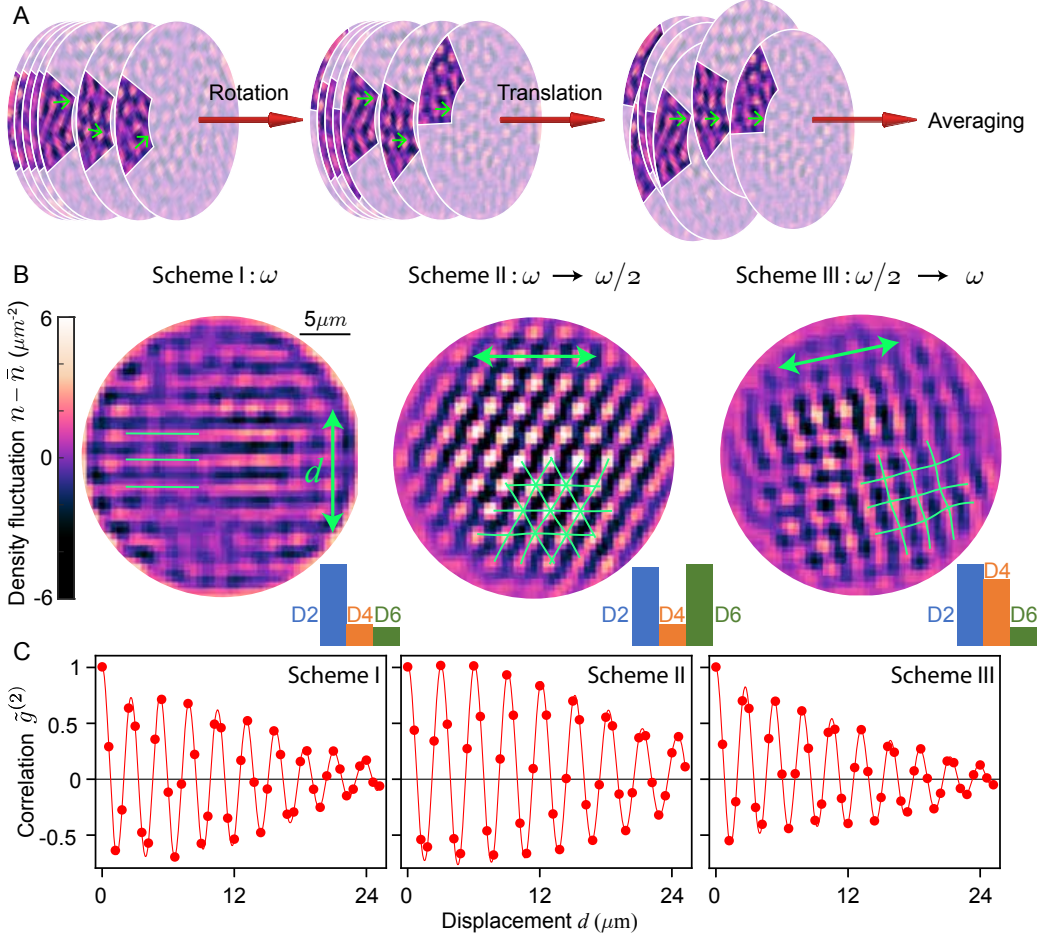 A
Rotation
Translation
Averaging
B
Scheme I : ω
Scheme II : ω → ω/2
Scheme III : ω/2 → ω
Density fluctuation n − n̄ (μm⁻²)
6
0
-6
5μm
d
D2
D4
D6
D2
D4
D6
D2
D4
D6
C
Correlation g̃⁽²⁾
1
0.5
0
-0.5
Scheme I
Scheme II
Scheme III
0
12
24
0
12
24
0
12
24
Displacement d (μm)